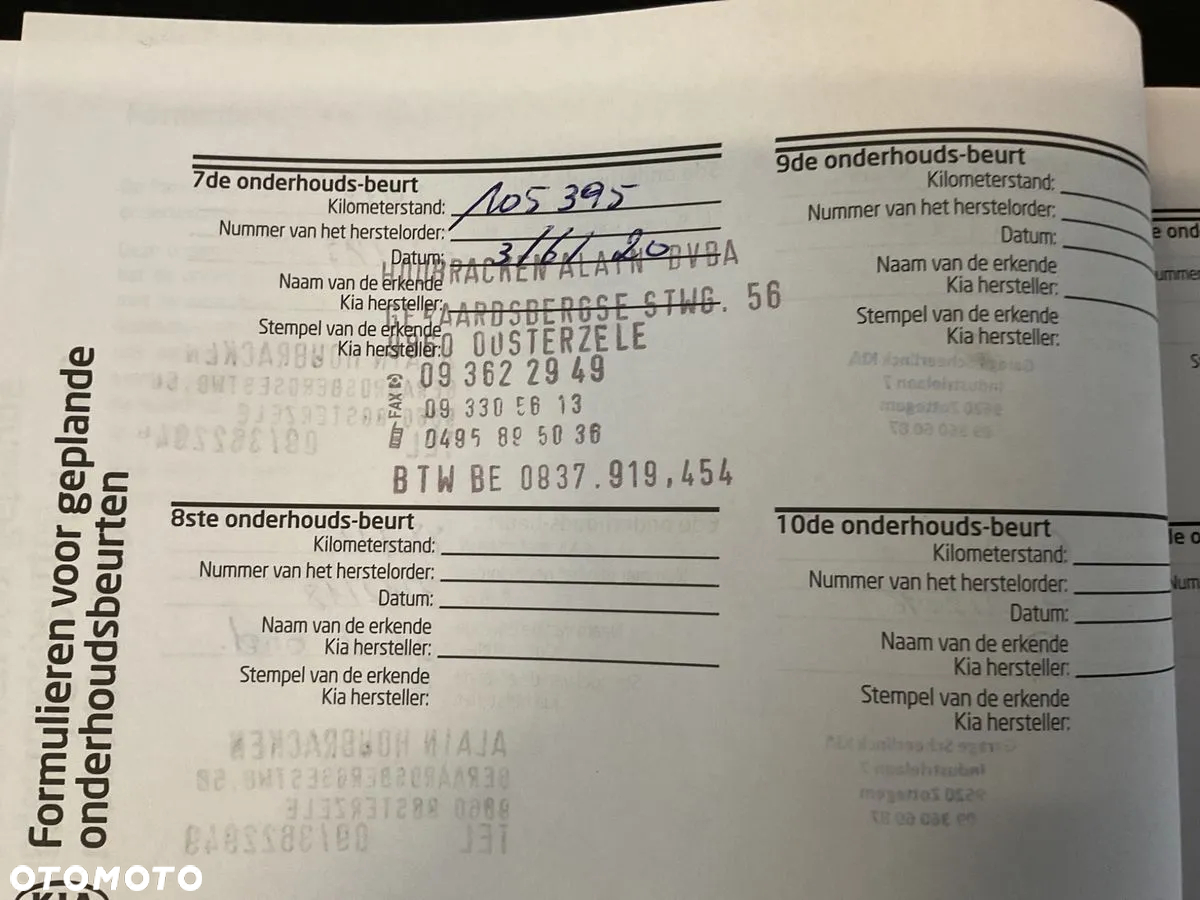 Formulieren voor geplande
onderhoudsbeurten
7de onderhouds-beurt
Kilometerstand: 105 395
Nummer van het herstelorder:
Datum: 3/6/20
Naam van de erkende
Kia hersteller:
Stempel van de erkende
Kia hersteller:
HOUBRACKEN ALAIN BVBA
GERAARDSBERGSE STWG. 56
9860 OOSTERZELE
09 362 29 49
FAX 09 330 56 13
0495 89 50 36
BTW BE 0837.919,454
8ste onderhouds-beurt
Kilometerstand:
Nummer van het herstelorder:
Datum:
Naam van de erkende
Kia hersteller:
Stempel van de erkende
Kia hersteller:
9de onderhouds-beurt
Kilometerstand:
Nummer van het herstelorder:
Datum:
Naam van de erkende
Kia hersteller:
Stempel van de erkende
Kia hersteller:
10de onderhouds-beurt
Kilometerstand:
Nummer van het herstelorder:
Datum:
Naam van de erkende
Kia hersteller:
Stempel van de erkende
Kia hersteller:
OTOMOTO